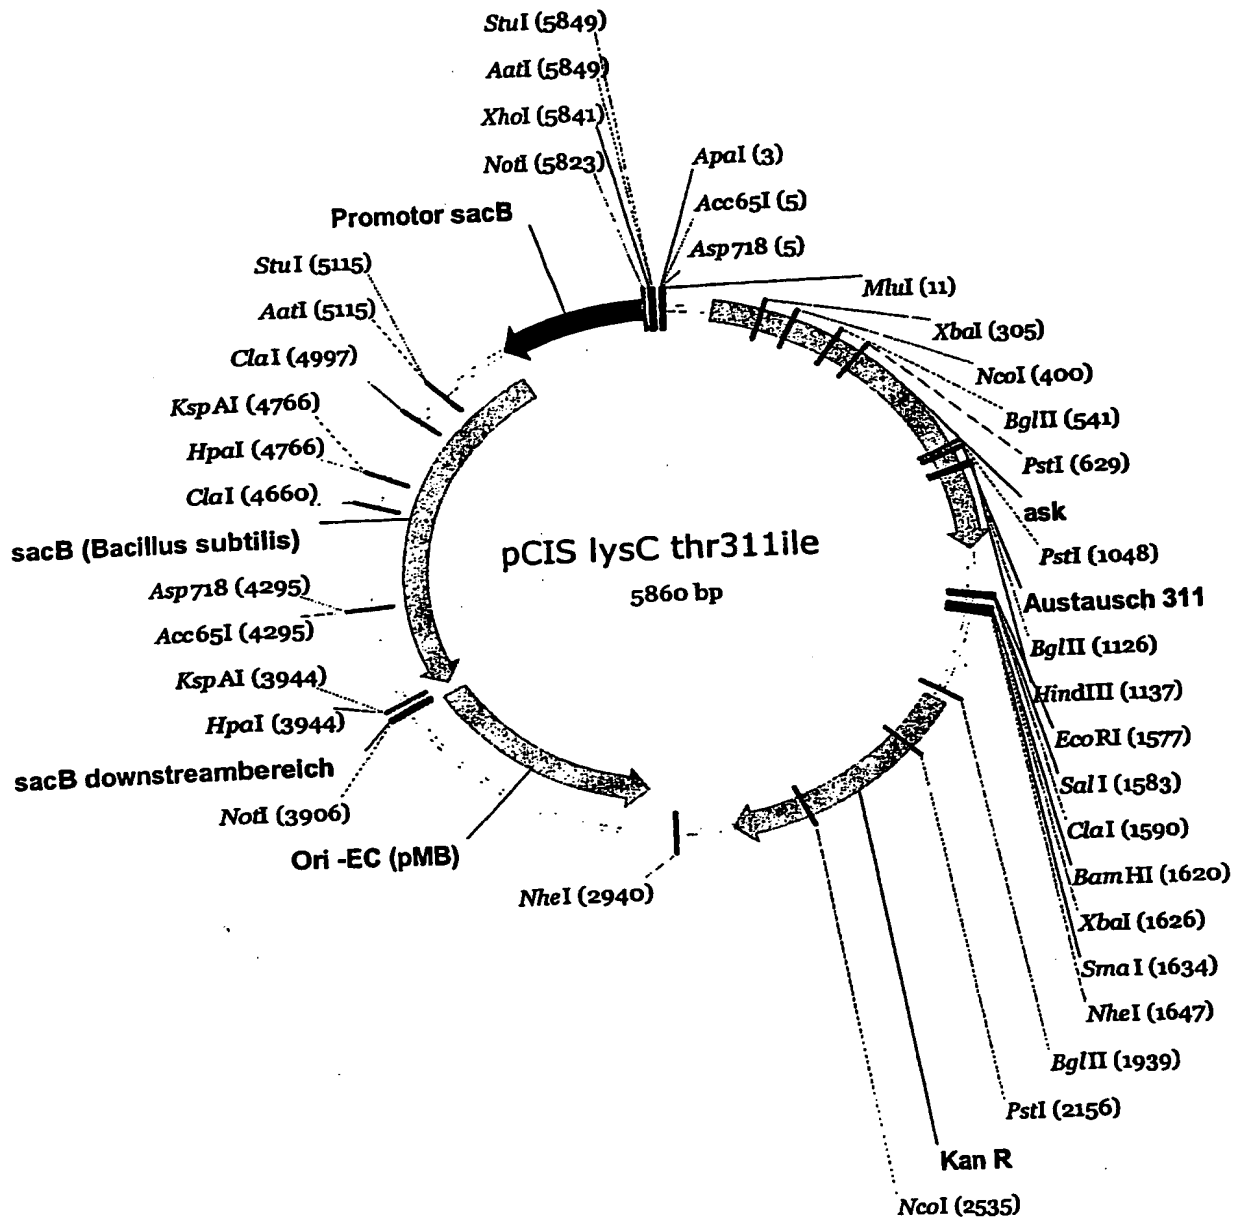 StuI (5849)
AatI (5849)
XhoI (5841)
NotI (5823)
ApaI (3)
Acc65I (5)
Asp718 (5)
MluI (11)
XbaI (305)
NcoI (400)
BglII (541)
PstI (629)
ask
PstI (1048)
Austausch 311
BglII (1126)
HindIII (1137)
EcoRI (1577)
SalI (1583)
ClaI (1590)
BamHI (1620)
XbaI (1626)
SmaI (1634)
NheI (1647)
BglII (1939)
PstI (2156)
Kan R
NcoI (2535)
Promotor sacB
StuI (5115)
AatI (5115)
ClaI (4997)
KspAI (4766)
HpaI (4766)
ClaI (4660)
sacB (Bacillus subtilis)
Asp718 (4295)
Acc65I (4295)
KspAI (3944)
HpaI (3944)
sacB downstreambereich
NotI (3906)
Ori -EC (pMB)
NheI (2940)
pCIS lysC thr311ile
5860 bp